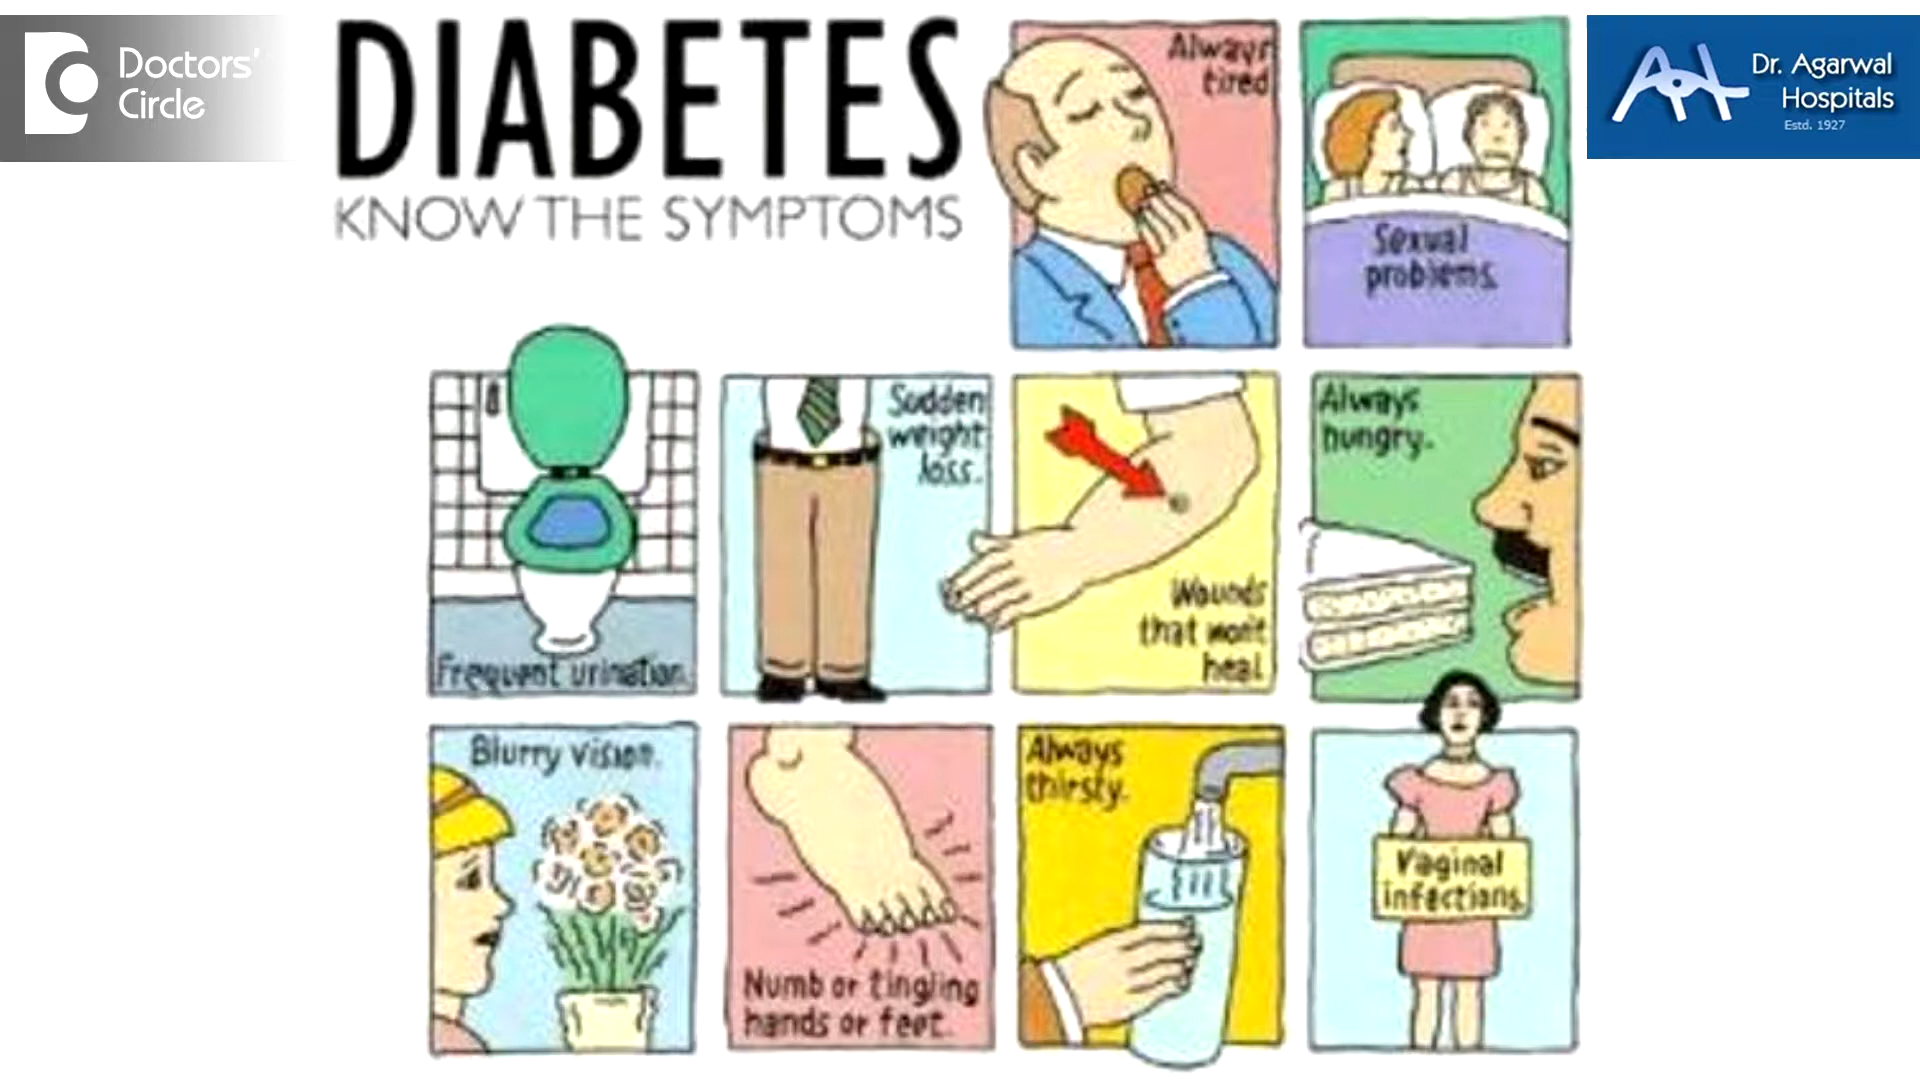 Doctors'
Circle
DIABETES
KNOW THE SYMPTOMS
Always
tired
Sexual
problems.
Dr. Agarwal
Hospitals
Estd. 1927
Frequent urination.
Sudden
weight
loss.
Wounds
that won't
heal
Always
hungry.
Blurry vision.
Numb or tingling
hands or feet.
Always
thirsty.
Vaginal
infections.